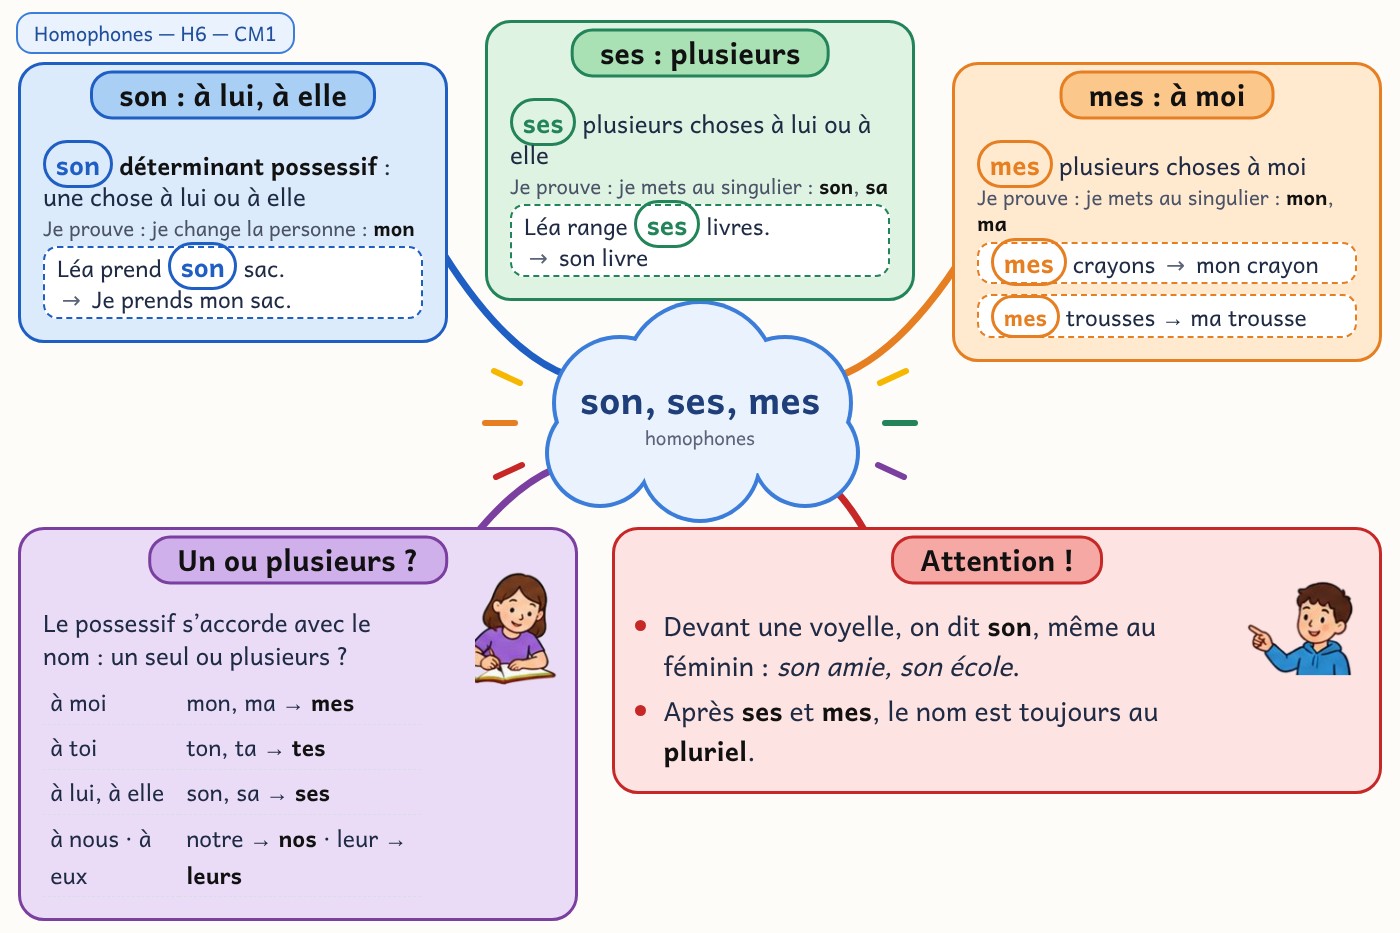 Homophones — H6 — CM1
son : à lui, à elle
son déterminant possessif :
une chose à lui ou à elle
Je prouve : je change la personne : mon
Léa prend son sac.
→ Je prends mon sac.
ses : plusieurs
ses plusieurs choses à lui ou à
elle
Je prouve : je mets au singulier : son, sa
Léa range ses livres.
→ son livre
mes : à moi
mes plusieurs choses à moi
Je prouve : je mets au singulier : mon,
ma
mes crayons → mon crayon
mes trousses → ma trousse
son, ses, mes
homophones
Un ou plusieurs ?
Le possessif s’accorde avec le
nom : un seul ou plusieurs ?
à moi mon, ma → mes
à toi ton, ta → tes
à lui, à elle son, sa → ses
à nous · à notre → nos · leur →
eux leurs
Attention !
• Devant une voyelle, on dit son, même au
féminin : son amie, son école.
• Après ses et mes, le nom est toujours au
pluriel.